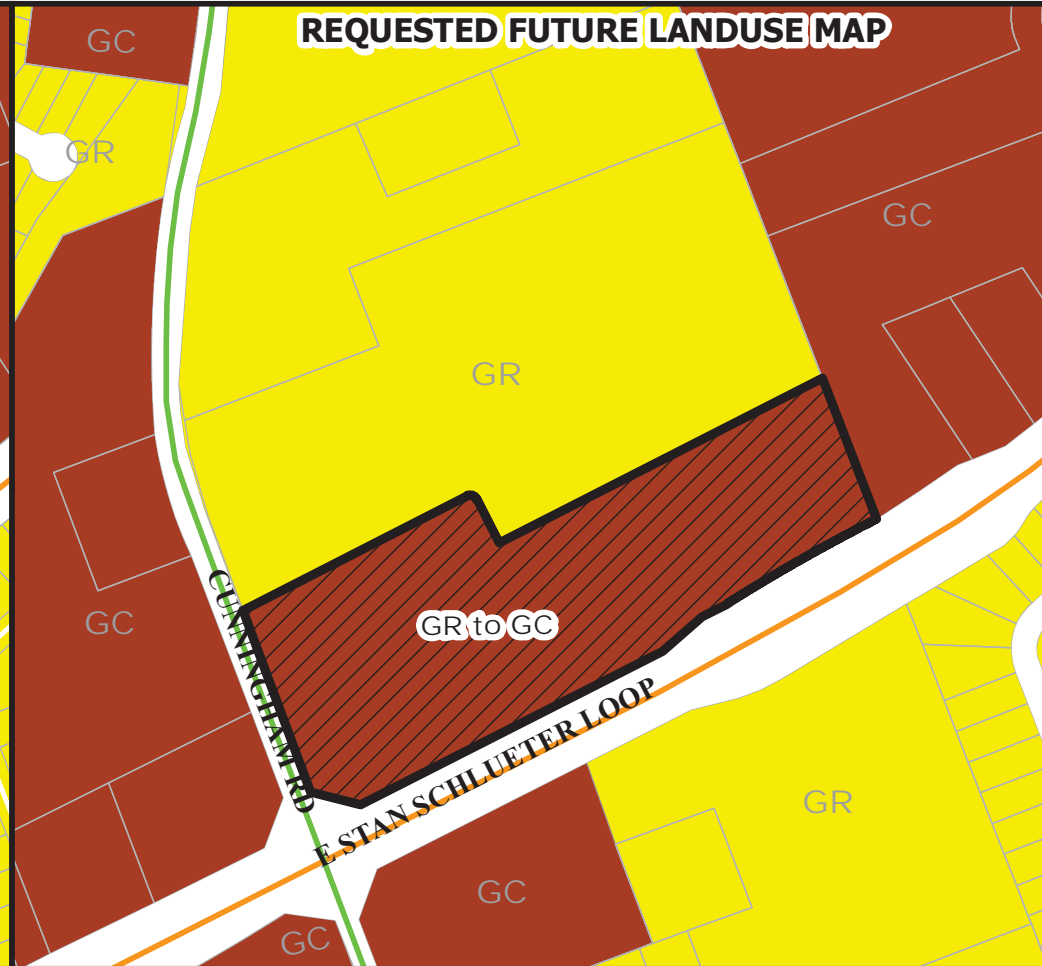 REQUESTED FUTURE LANDUSE MAP
GC
GR
GC
GR
GR to GC
GC
CUNNINGHAM RD
E STAN SCHLUETER LOOP
GR
GC
GC